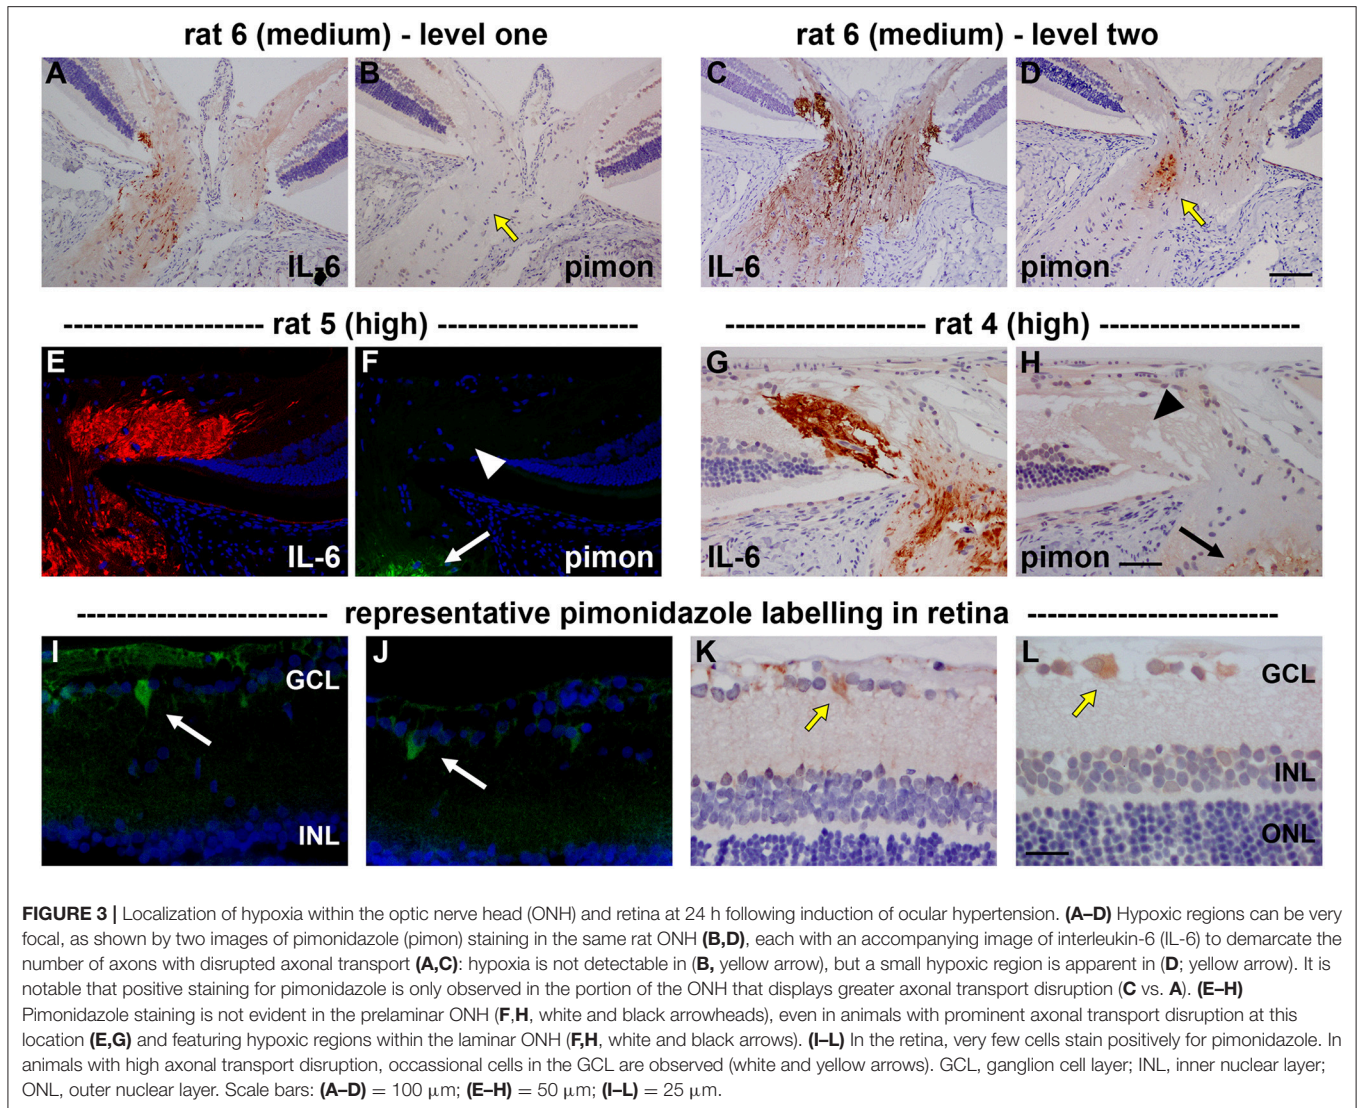 rat 6 (medium) - level one
rat 6 (medium) - level two
A
B
C
D
IL-6
pimon
IL-6
pimon
-------------------- rat 5 (high) --------------------
-------------------- rat 4 (high) --------------------
E
F
G
H
IL-6
pimon
IL-6
pimon
------------------------- representative pimonidazole labelling in retina -------------------------
I
J
K
L
GCL
GCL
INL
INL
ONL
FIGURE 3 | Localization of hypoxia within the optic nerve head (ONH) and retina at 24 h following induction of ocular hypertension. (A–D) Hypoxic regions can be very
focal, as shown by two images of pimonidazole (pimon) staining in the same rat ONH (B,D), each with an accompanying image of interleukin-6 (IL-6) to demarcate the
number of axons with disrupted axonal transport (A,C): hypoxia is not detectable in (B, yellow arrow), but a small hypoxic region is apparent in (D; yellow arrow). It is
notable that positive staining for pimonidazole is only observed in the portion of the ONH that displays greater axonal transport disruption (C vs. A). (E–H)
Pimonidazole staining is not evident in the prelaminar ONH (F,H, white and black arrowheads), even in animals with prominent axonal transport disruption at this
location (E,G) and featuring hypoxic regions within the laminar ONH (F,H, white and black arrows). (I–L) In the retina, very few cells stain positively for pimonidazole. In
animals with high axonal transport disruption, occassional cells in the GCL are observed (white and yellow arrows). GCL, ganglion cell layer; INL, inner nuclear layer;
ONL, outer nuclear layer. Scale bars: (A–D) = 100 μm; (E–H) = 50 μm; (I–L) = 25 μm.